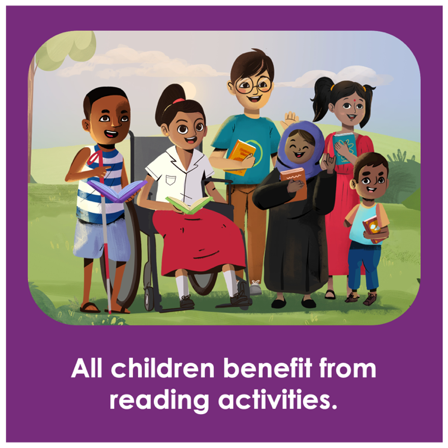 All children benefit from
reading activities.